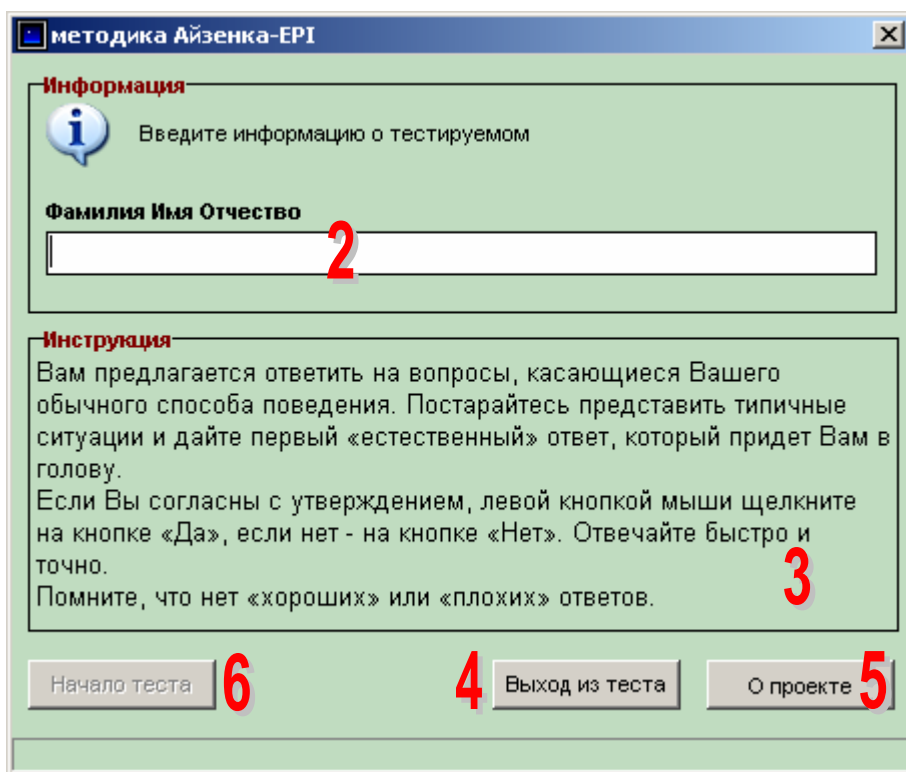 методика Айзенка-EPI
Информация
Введите информацию о тестируемом
Фамилия Имя Отчество
2
Инструкция
Вам предлагается ответить на вопросы, касающиеся Вашего
обычного способа поведения. Постарайтесь представить типичные
ситуации и дайте первый «естественный» ответ, который придет Вам в
голову.
Если Вы согласны с утверждением, левой кнопкой мыши щелкните
на кнопке «Да», если нет - на кнопке «Нет». Отвечайте быстро и
точно.
3
Помните, что нет «хороших» или «плохих» ответов.
Начало теста 6 4 Выход из теста О проекте 5